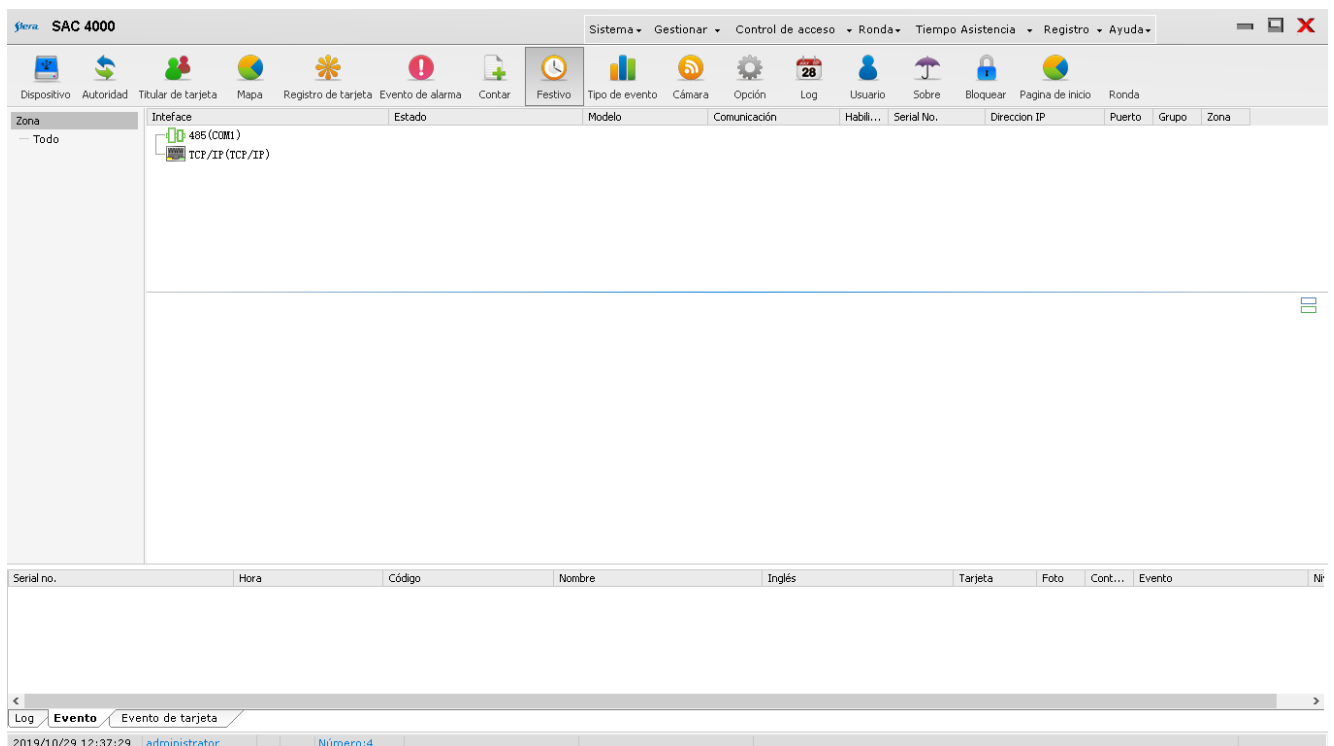 sfera SAC 4000
Sistema Gestionar Control de acceso Ronda Tiempo Asistencia Registro Ayuda
28
Dispositivo Autoridad Titular de tarjeta Mapa Registro de tarjeta Evento de alarma Contar Festivo Tipo de evento Cámara Opción Log Usuario Sobre Bloquear Pagina de inicio Ronda
Zona Inteface Estado Modelo Comunicación Habili... Serial No. Direccion IP Puerto Grupo Zona
Todo
485(COM1)
TCP/IP(TCP/IP)
Serial no. Hora Código Nombre Inglés Tarjeta Foto Cont... Evento
Log Evento Evento de tarjeta
2019/10/29 12:37:29 administrator Número:4